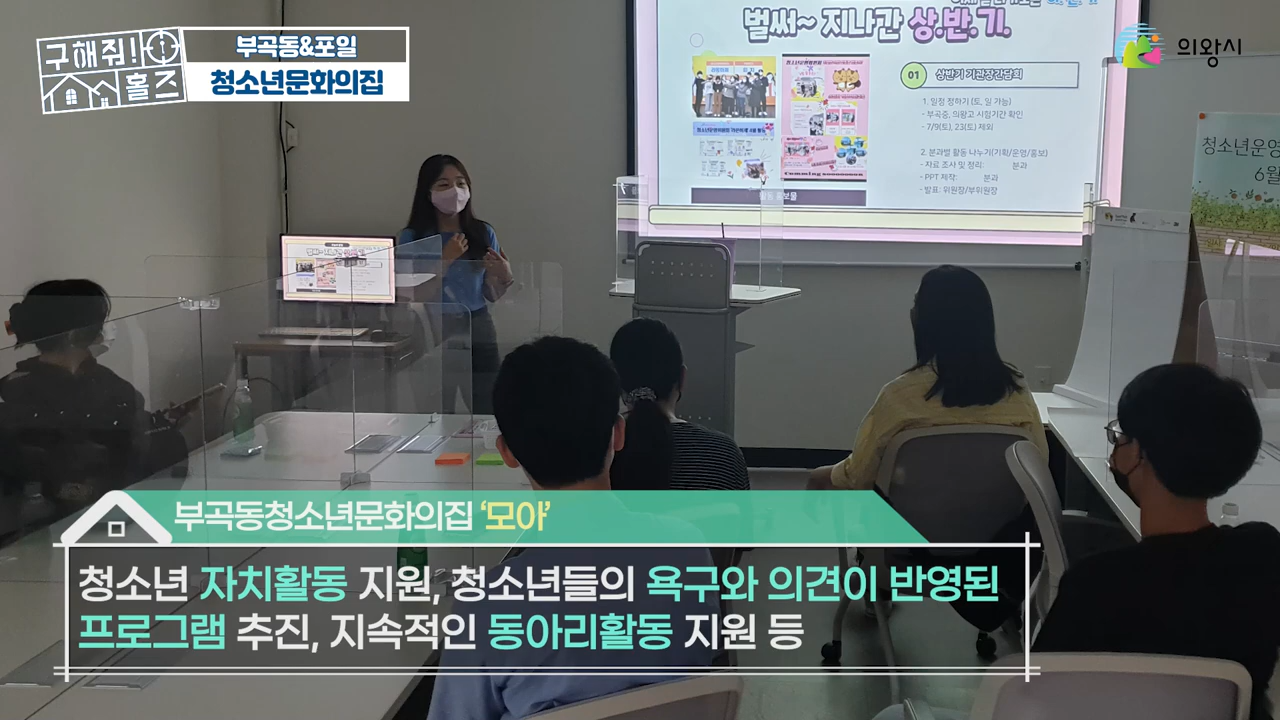 구해줘!
홀즈
부곡동&포일
청소년문화의집
의왕시
벌써~ 지나간 상.반.기.
01 상반기 기관장간담회
1. 일정 정하기 (토, 일 가능)
- 부곡중, 의왕고 시험기간 확인
- 7/9(토), 23(토) 제외
2. 분과별 활동 나누기(기획/운영/홍보)
- 자료 조사 및 정리: 분과
- PPT 제작: 분과
- 발표: 위원장/부위원장
청소년운영
6월
부곡동청소년문화의집 ‘모아’
청소년 자치활동 지원, 청소년들의 욕구와 의견이 반영된
프로그램 추진, 지속적인 동아리활동 지원 등